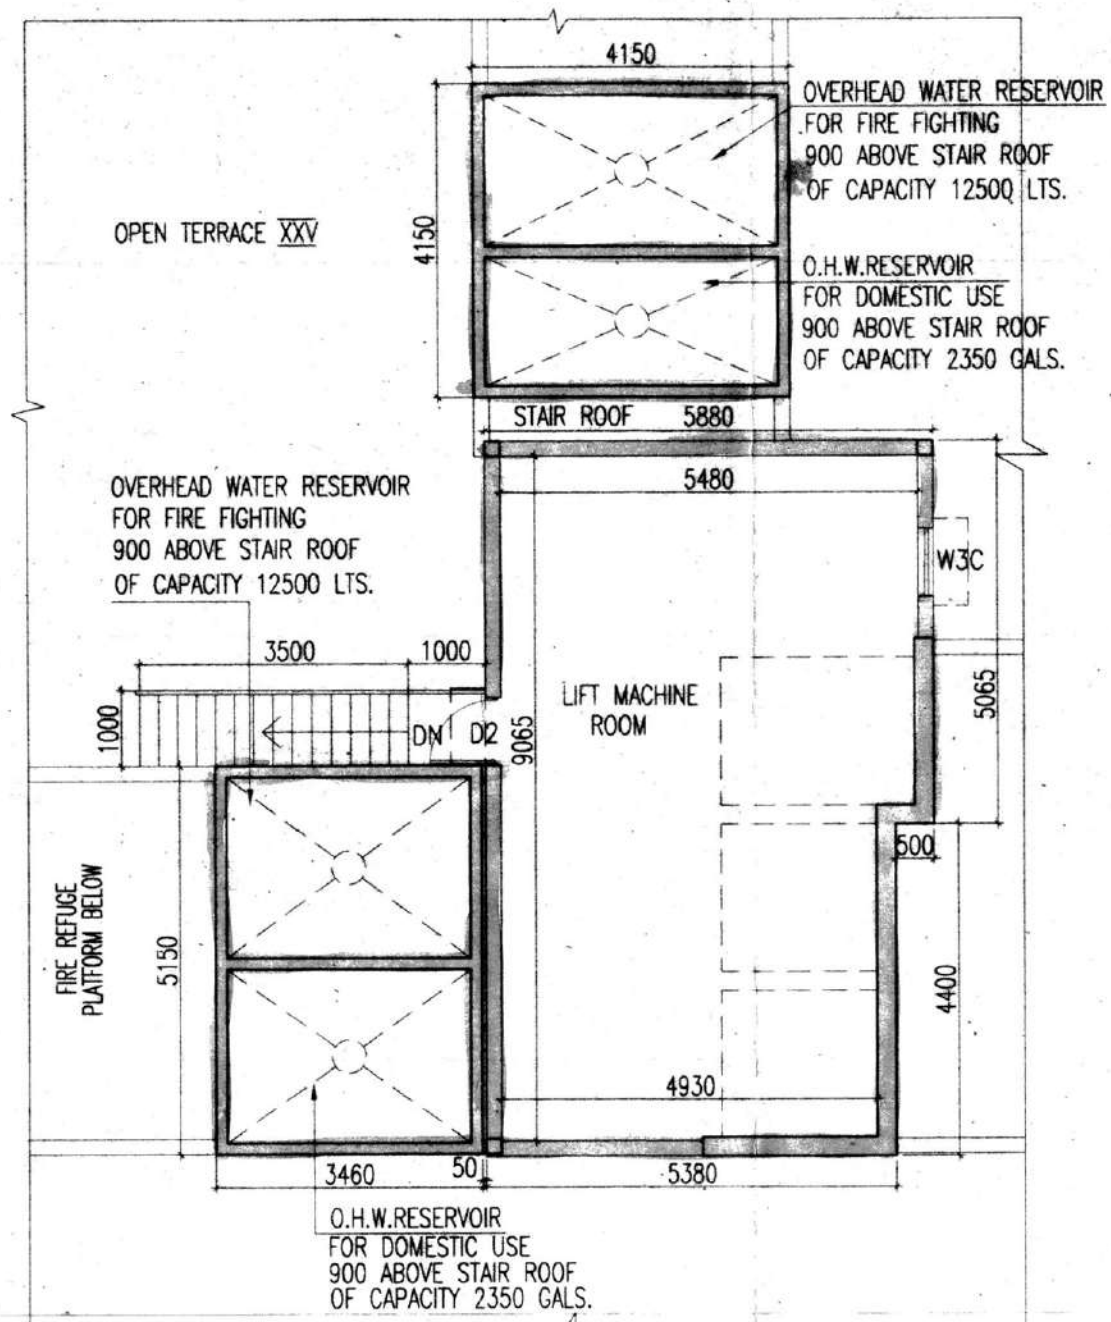 4150
OVERHEAD WATER RESERVOIR
FOR FIRE FIGHTING
900 ABOVE STAIR ROOF
OF CAPACITY 12500 LTS.
4150
OPEN TERRACE XXV
O.H.W.RESERVOIR
FOR DOMESTIC USE
900 ABOVE STAIR ROOF
OF CAPACITY 2350 GALS.
STAIR ROOF 5880
5480
OVERHEAD WATER RESERVOIR
FOR FIRE FIGHTING
900 ABOVE STAIR ROOF
OF CAPACITY 12500 LTS.
W3C
3500 1000
1000
DN D2
9065
LIFT MACHINE
ROOM
5065
500
FIRE REFUGE
PLATFORM BELOW
5150
4400
4930
3460 50 5380
O.H.W.RESERVOIR
FOR DOMESTIC USE
900 ABOVE STAIR ROOF
OF CAPACITY 2350 GALS.